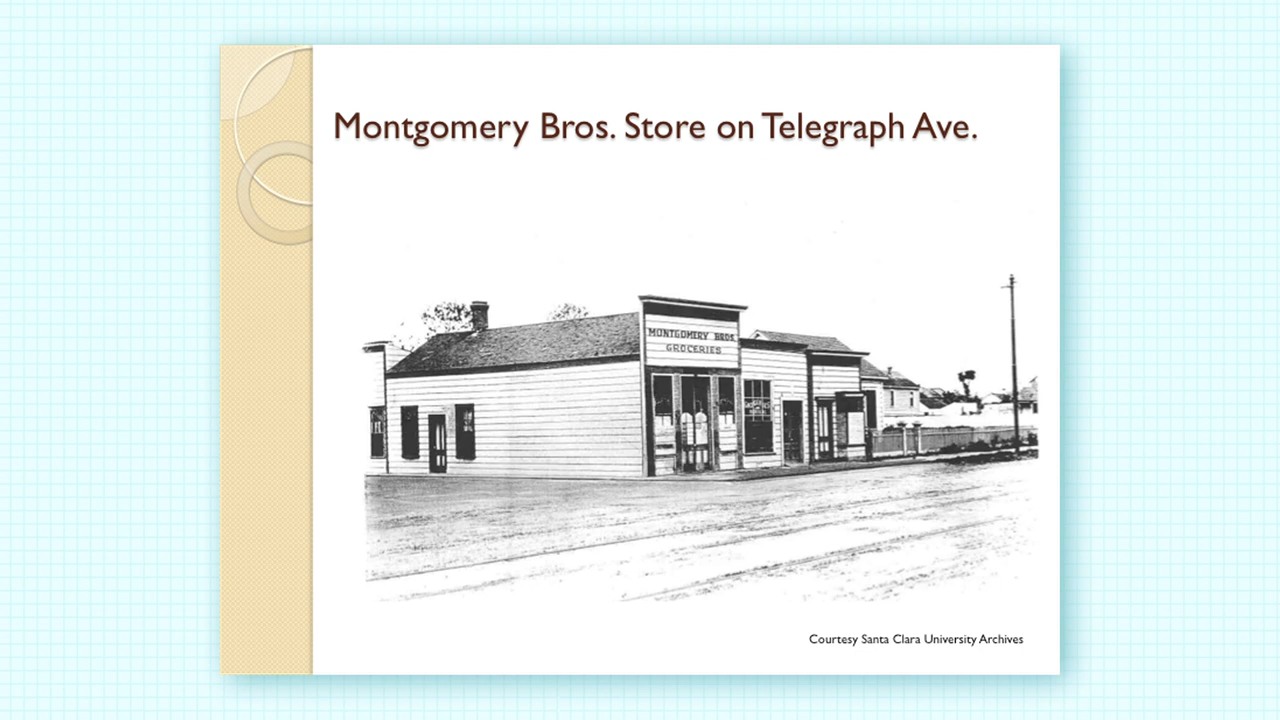 Montgomery Bros. Store on Telegraph Ave.
MONTGOMERY BROS.
GROCERIES
Courtesy Santa Clara University Archives